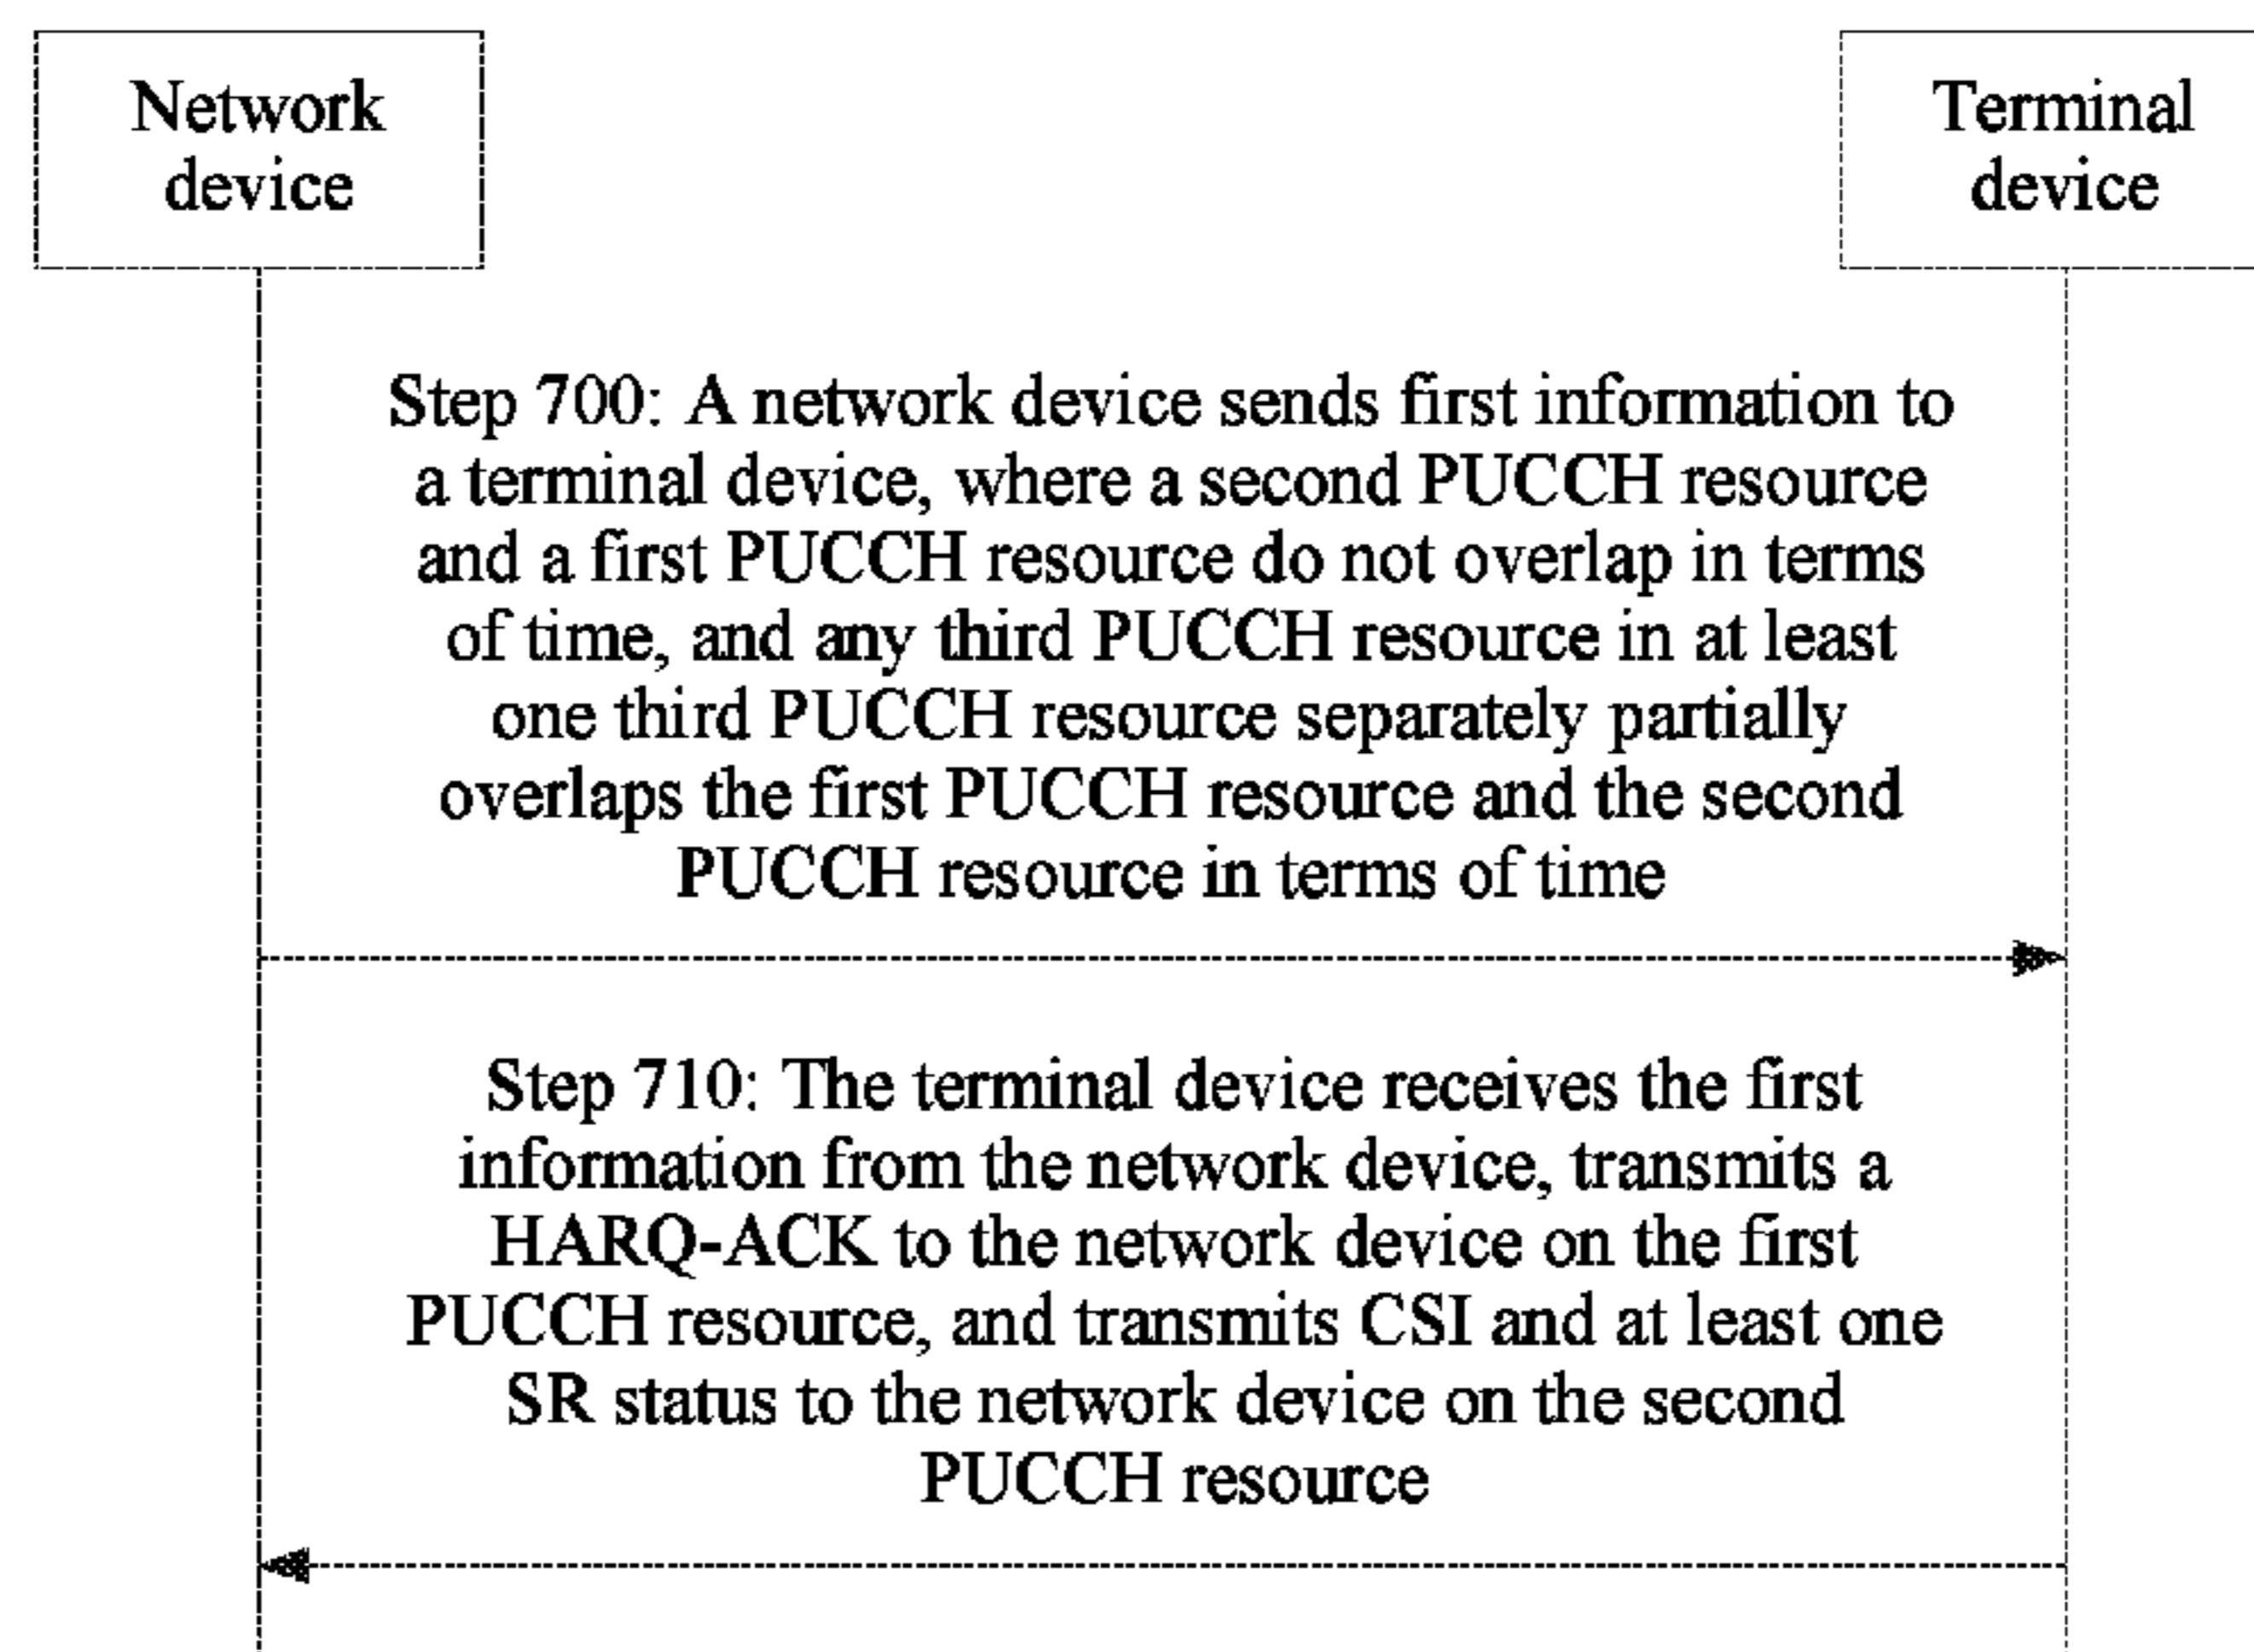 Network
device
Terminal
device
Step 700: A network device sends first information to
a terminal device, where a second PUCCH resource
and a first PUCCH resource do not overlap in terms
of time, and any third PUCCH resource in at least
one third PUCCH resource separately partially
overlaps the first PUCCH resource and the second
PUCCH resource in terms of time
Step 710: The terminal device receives the first
information from the network device, transmits a
HARQ-ACK to the network device on the first
PUCCH resource, and transmits CSI and at least one
SR status to the network device on the second
PUCCH resource